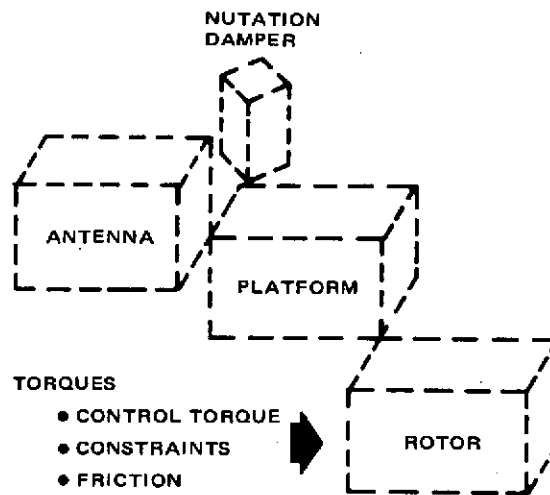 NUTATION
DAMPER
ANTENNA
PLATFORM
TORQUES
• CONTROL TORQUE
• CONSTRAINTS
• FRICTION
ROTOR